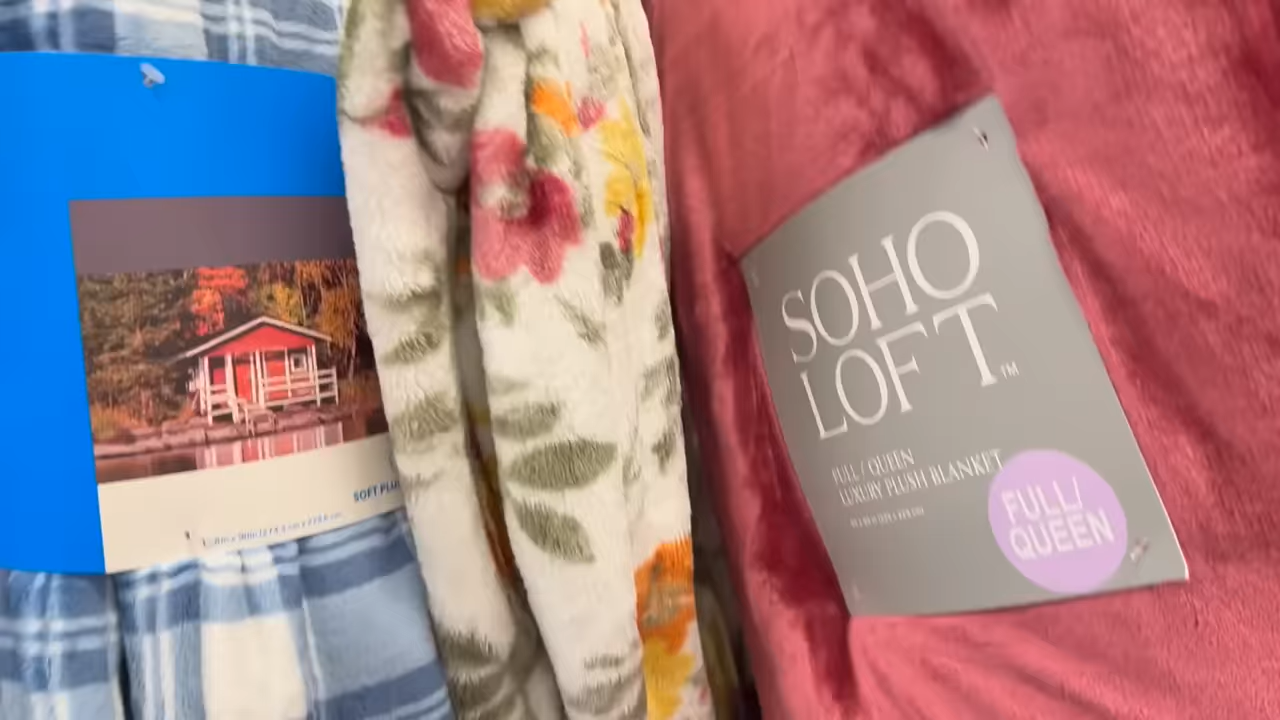 SOFT PLU
SOHO
LOFT™
FULL / QUEEN
LUXURY PLUSH BLANKET
FULL/
QUEEN